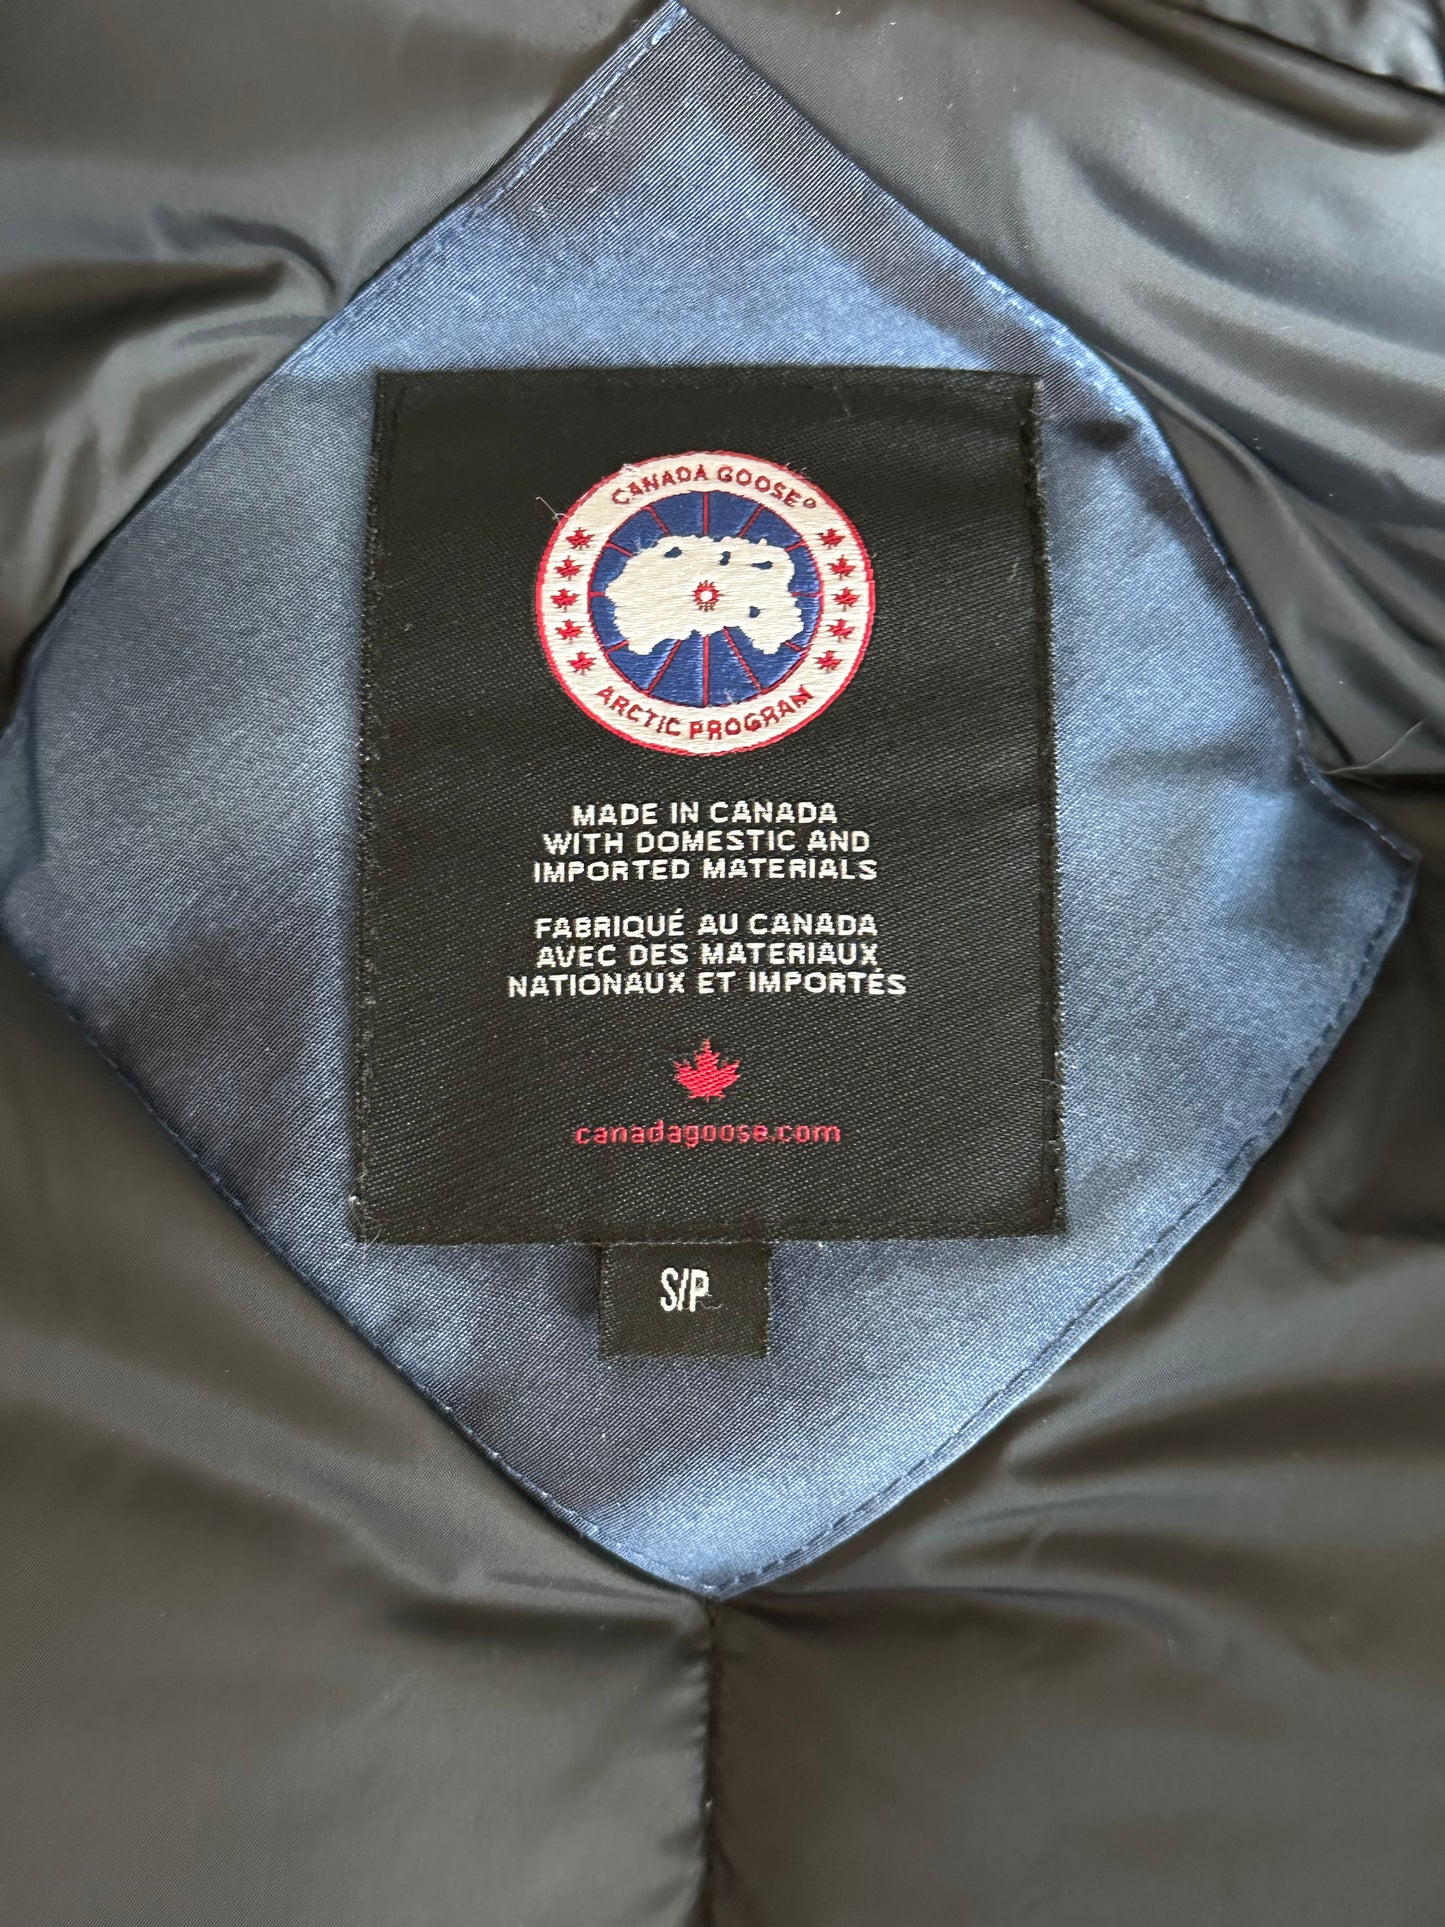 CANADA GOOSE®
ARCTIC PROGRAM
MADE IN CANADA
WITH DOMESTIC AND
IMPORTED MATERIALS
FABRIQUÉ AU CANADA
AVEC DES MATERIAUX
NATIONAUX ET IMPORTÉS
canadagoose.com
S/P